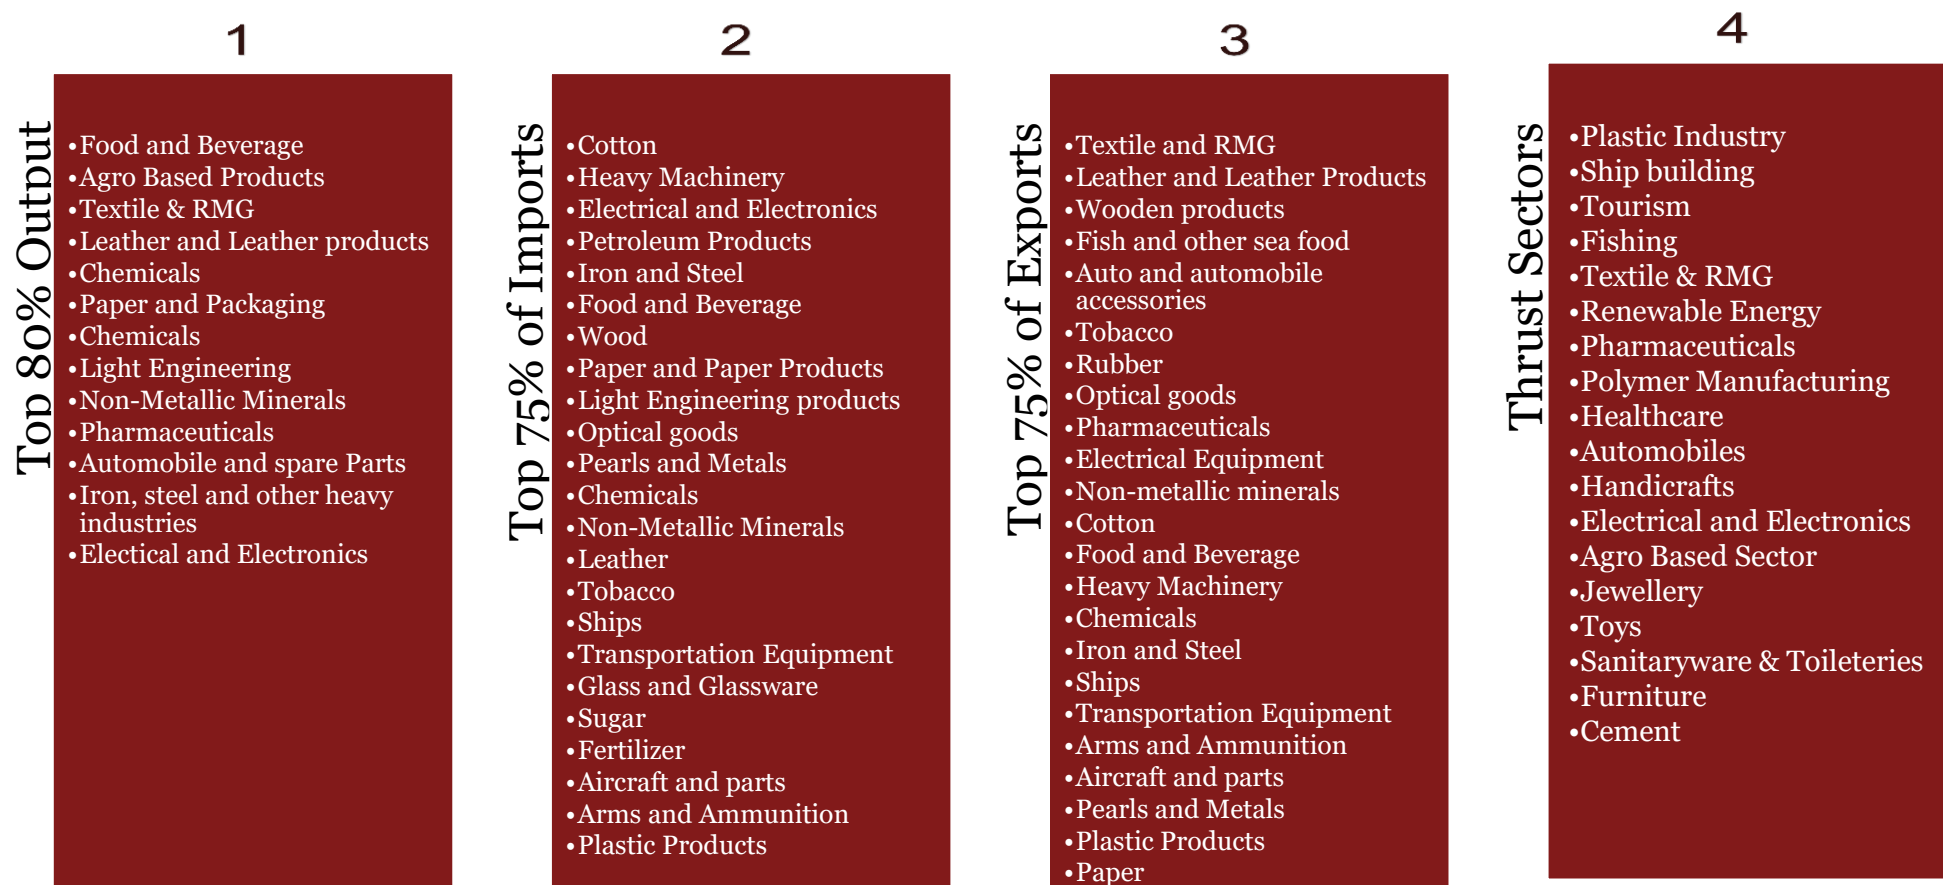 1
Top 80% Output
•Food and Beverage
•Agro Based Products
•Textile & RMG
•Leather and Leather products
•Chemicals
•Paper and Packaging
•Chemicals
•Light Engineering
•Non-Metallic Minerals
•Pharmaceuticals
•Automobile and spare Parts
•Iron, steel and other heavy
industries
•Electical and Electronics
2
Top 75% of Imports
•Cotton
•Heavy Machinery
•Electrical and Electronics
•Petroleum Products
•Iron and Steel
•Food and Beverage
•Wood
•Paper and Paper Products
•Light Engineering products
•Optical goods
•Pearls and Metals
•Chemicals
•Non-Metallic Minerals
•Leather
•Tobacco
•Ships
•Transportation Equipment
•Glass and Glassware
•Sugar
•Fertilizer
•Aircraft and parts
•Arms and Ammunition
•Plastic Products
3
Top 75% of Exports
•Textile and RMG
•Leather and Leather Products
•Wooden products
•Fish and other sea food
•Auto and automobile
accessories
•Tobacco
•Rubber
•Optical goods
•Pharmaceuticals
•Electrical Equipment
•Non-metallic minerals
•Cotton
•Food and Beverage
•Heavy Machinery
•Chemicals
•Iron and Steel
•Ships
•Transportation Equipment
•Arms and Ammunition
•Aircraft and parts
•Pearls and Metals
•Plastic Products
•Paper
4
Thrust Sectors
•Plastic Industry
•Ship building
•Tourism
•Fishing
•Textile & RMG
•Renewable Energy
•Pharmaceuticals
•Polymer Manufacturing
•Healthcare
•Automobiles
•Handicrafts
•Electrical and Electronics
•Agro Based Sector
•Jewellery
•Toys
•Sanitaryware & Toileteries
•Furniture
•Cement